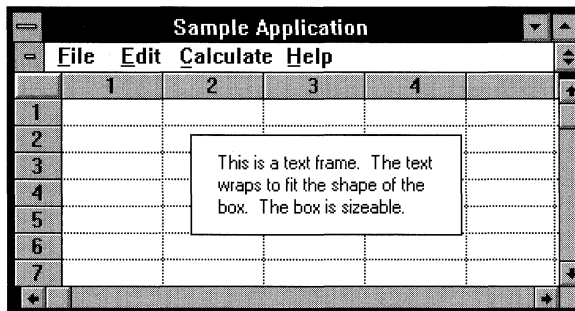 Sample Application
File Edit Calculate Help
1 2 3 4
1
2
3
4
5
6
7
This is a text frame. The text
wraps to fit the shape of the
box. The box is sizeable.